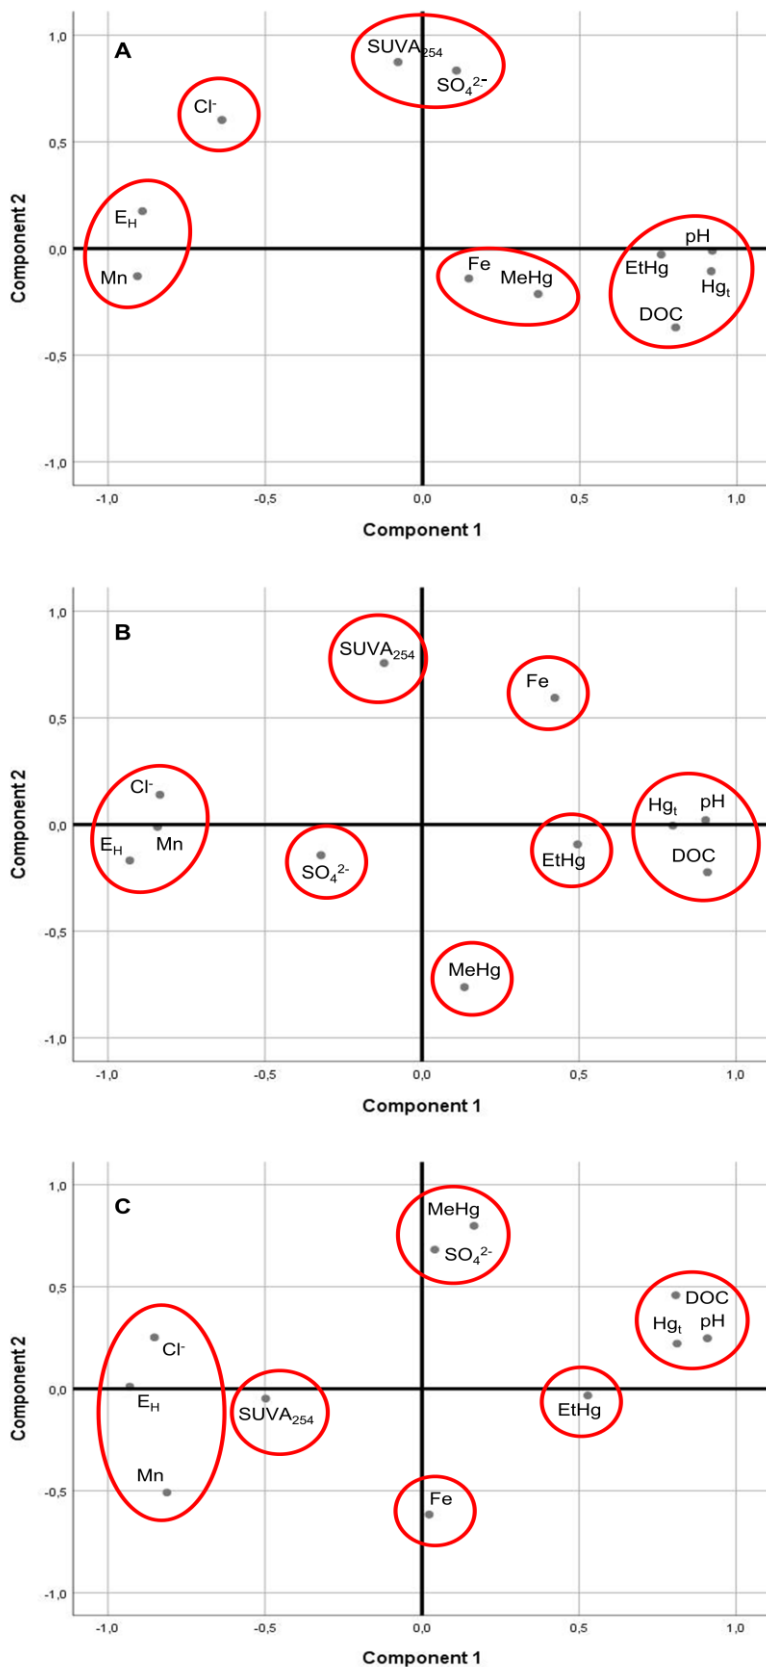 A
1,0
SUVA₂₅₄
SO₄²⁻
Cl⁻
0,5
E_H
pH
0,0
EtHg
Fe
MeHg
Mn
Hgₜ
DOC
-0,5
-1,0
-1,0 -0,5 0,0 0,5 1,0
Component 1
Component 2
B
1,0
SUVA₂₅₄
Fe
0,5
Cl⁻
Hgₜ pH
0,0
E_H Mn
EtHg
DOC
SO₄²⁻
-0,5
MeHg
-1,0
-1,0 -0,5 0,0 0,5 1,0
Component 1
Component 2
C
1,0
MeHg
SO₄²⁻
DOC
0,5
Hgₜ pH
Cl⁻
0,0
E_H
SUVA₂₅₄
EtHg
Mn
-0,5
Fe
-1,0
-1,0 -0,5 0,0 0,5 1,0
Component 1
Component 2